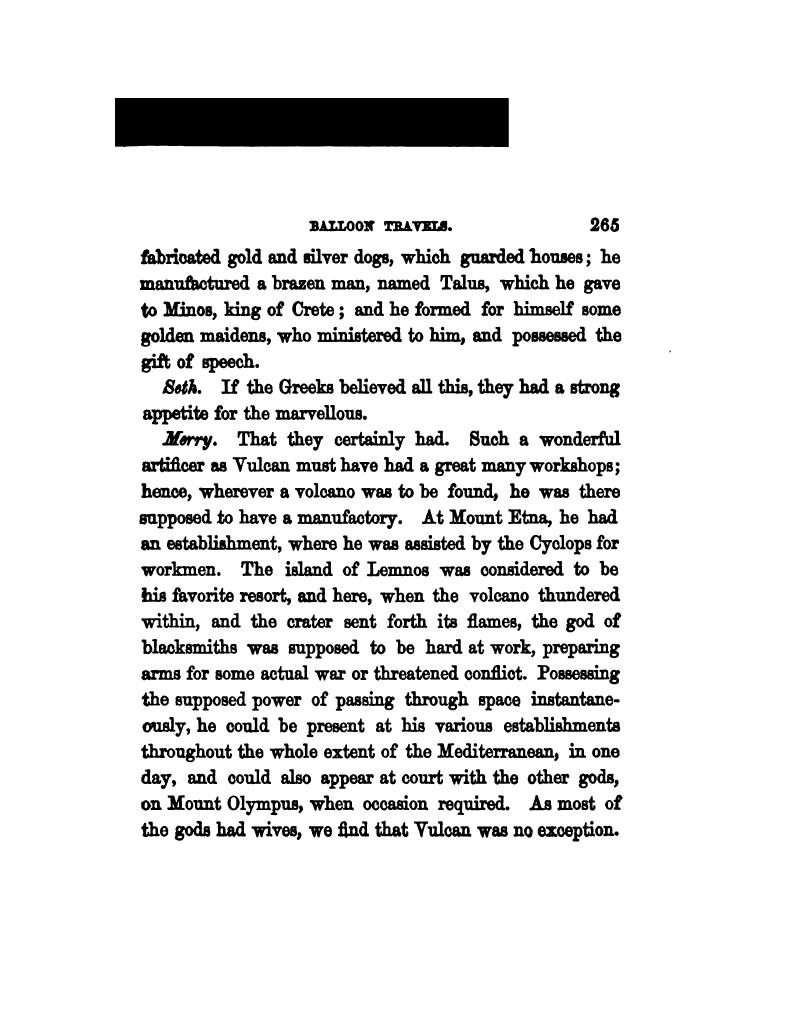 BALLOON TRAVELS. 265
fabricated gold and silver dogs, which guarded houses; he
manufactured a brazen man, named Talus, which he gave
to Minos, king of Crete; and he formed for himself some
golden maidens, who ministered to him, and possessed the
gift of speech.
Seth. If the Greeks believed all this, they had a strong
appetite for the marvellous.
Merry. That they certainly had. Such a wonderful
artificer as Vulcan must have had a great many workshops;
hence, wherever a volcano was to be found, he was there
supposed to have a manufactory. At Mount Etna, he had
an establishment, where he was assisted by the Cyclops for
workmen. The island of Lemnos was considered to be
his favorite resort, and here, when the volcano thundered
within, and the crater sent forth its flames, the god of
blacksmiths was supposed to be hard at work, preparing
arms for some actual war or threatened conflict. Possessing
the supposed power of passing through space instantane-
ously, he could be present at his various establishments
throughout the whole extent of the Mediterranean, in one
day, and could also appear at court with the other gods,
on Mount Olympus, when occasion required. As most of
the gods had wives, we find that Vulcan was no exception.